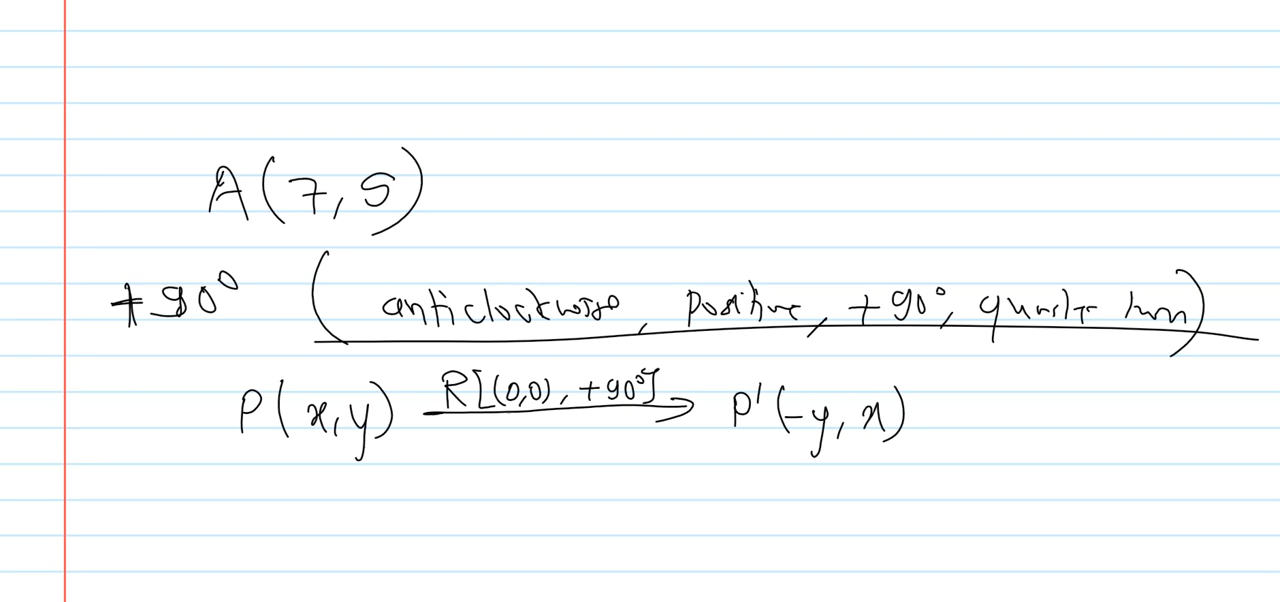 A(7, 5)
+90° (anticlockwise, positive, +90°, quarter turn)
P(x, y) R[(0,0), +90°] → P'(-y, x)